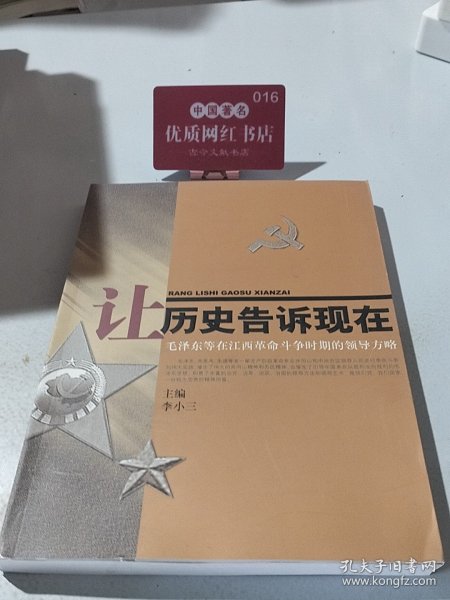 016
中国著名
优质网红书店
古今文献书店
RANG LISHI GAOSU XIANZAI
让历史告诉现在
毛泽东等在江西革命斗争时期的领导方略
主编
李小三
孔夫子旧书网
www.kongfz.com